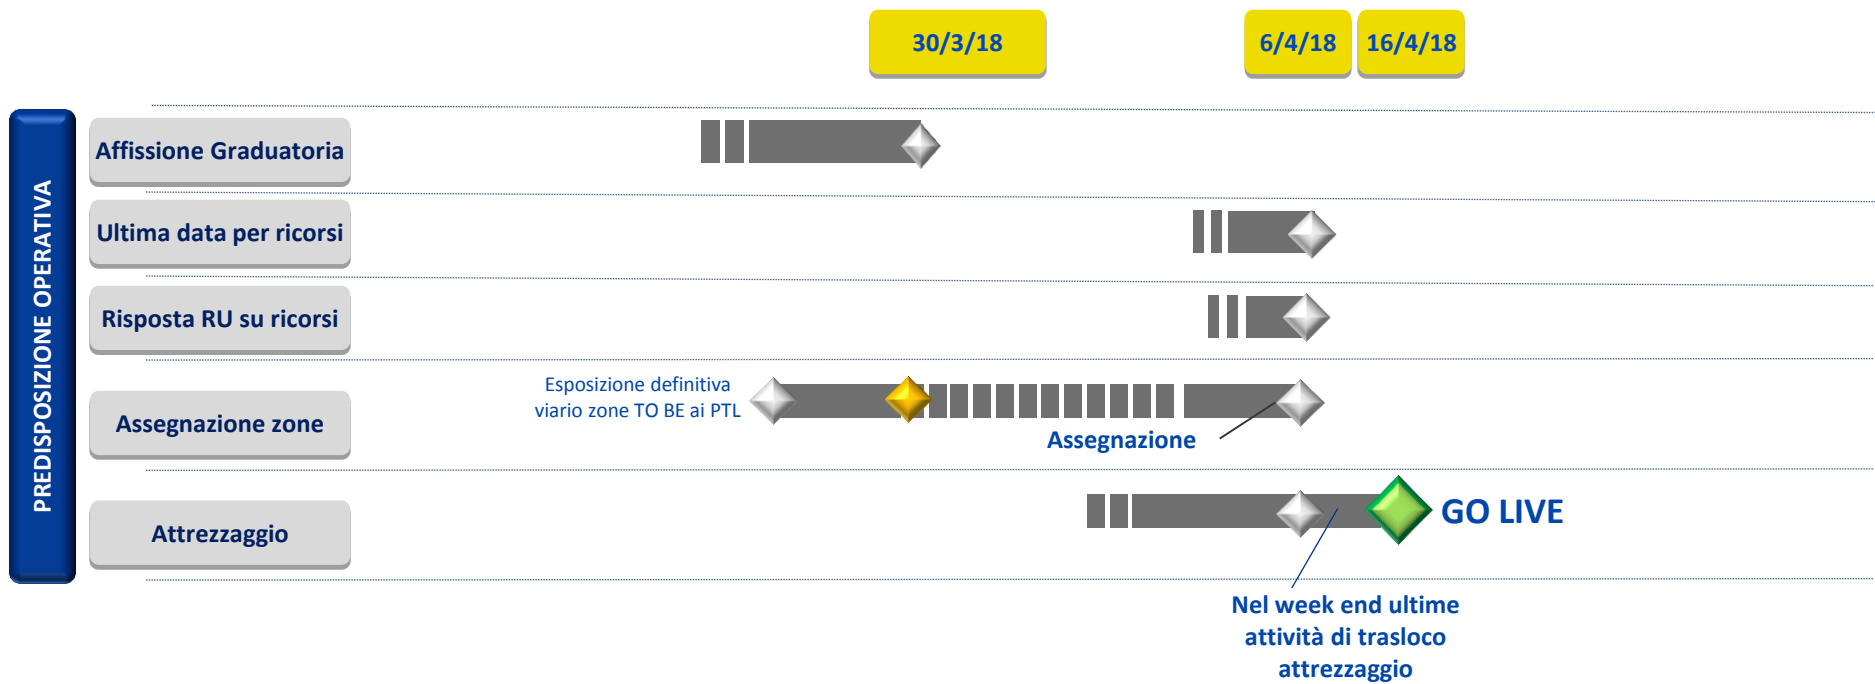 30/3/18
6/4/18
16/4/18
PREDISPOSIZIONE OPERATIVA
Affissione Graduatoria
Ultima data per ricorsi
Risposta RU su ricorsi
Assegnazione zone
Esposizione definitiva
viario zone TO BE ai PTL
Assegnazione
Attrezzaggio
GO LIVE
Nel week end ultime
attività di trasloco
attrezzaggio